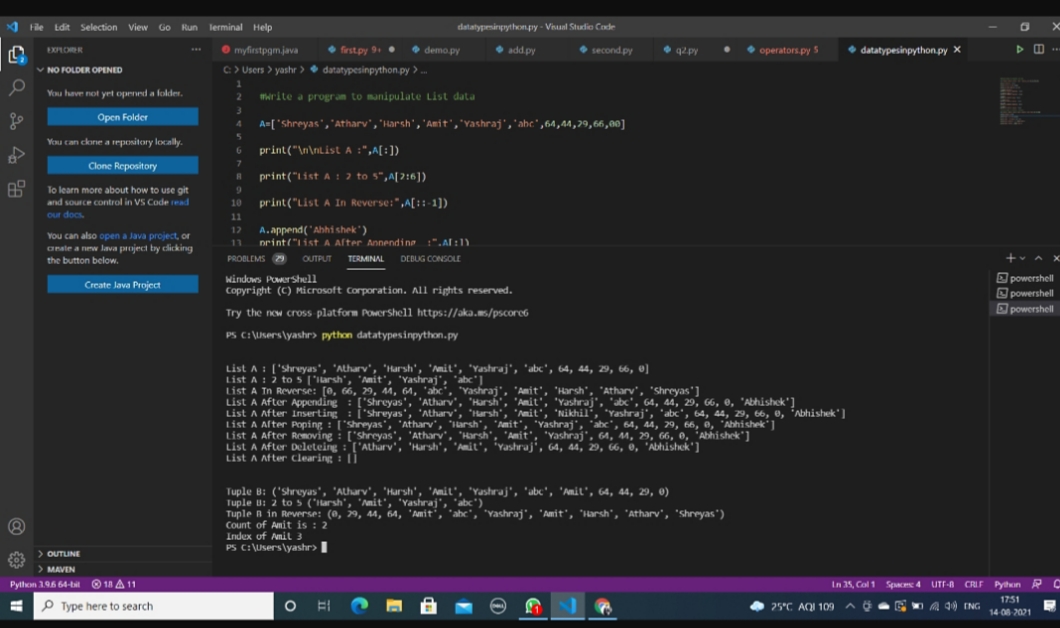 File Edit Selection View Go Run Terminal Help datatypesinpython.py - Visual Studio Code
EXPLORER ... myfirstpgm.java first.py 9+ demo.py add.py second.py q2.py operators.py 5 datatypesinpython.py
NO FOLDER OPENED
You have not yet opened a folder.
Open Folder
You can clone a repository locally.
Clone Repository
To learn more about how to use git
and source control in VS Code read
our docs.
You can also open a Java project, or
create a new Java project by clicking
the button below.
Create Java Project
OUTLINE
MAVEN
C: > Users > yashr > datatypesinpython.py > ...
1
2 #Write a program to manipulate List data
3
4 A=['Shreyas','Atharv','Harsh','Amit','Yashraj','abc',64,44,29,66,00]
5
6 print("\n\nList A :",A[:])
7
8 print("List A : 2 to 5",A[2:6])
9
10 print("List A In Reverse:",A[::-1])
11
12 A.append('Abhishek')
13 print("List A After Appending :",A[:])
PROBLEMS 29 OUTPUT TERMINAL DEBUG CONSOLE
powershell
powershell
powershell
Windows PowerShell
Copyright (C) Microsoft Corporation. All rights reserved.
Try the new cross-platform PowerShell https://aka.ms/pscore6
PS C:\Users\yashr> python datatypesinpython.py
List A : ['Shreyas', 'Atharv', 'Harsh', 'Amit', 'Yashraj', 'abc', 64, 44, 29, 66, 0]
List A : 2 to 5 ['Harsh', 'Amit', 'Yashraj', 'abc']
List A In Reverse: [0, 66, 29, 44, 64, 'abc', 'Yashraj', 'Amit', 'Harsh', 'Atharv', 'Shreyas']
List A After Appending : ['Shreyas', 'Atharv', 'Harsh', 'Amit', 'Yashraj', 'abc', 64, 44, 29, 66, 0, 'Abhishek']
List A After Inserting : ['Shreyas', 'Atharv', 'Harsh', 'Amit', 'Nikhil', 'Yashraj', 'abc', 64, 44, 29, 66, 0, 'Abhishek']
List A After Poping : ['Shreyas', 'Atharv', 'Harsh', 'Amit', 'Yashraj', 'abc', 64, 44, 29, 66, 0, 'Abhishek']
List A After Removing : ['Shreyas', 'Atharv', 'Harsh', 'Amit', 'Yashraj', 64, 44, 29, 66, 0, 'Abhishek']
List A After Deleteing : ['Atharv', 'Harsh', 'Amit', 'Yashraj', 64, 44, 29, 66, 0, 'Abhishek']
List A After Clearing : []
Tuple B: ('Shreyas', 'Atharv', 'Harsh', 'Amit', 'Yashraj', 'abc', 'Amit', 64, 44, 29, 0)
Tuple B: 2 to 5 ('Harsh', 'Amit', 'Yashraj', 'abc')
Tuple B in Reverse: (0, 29, 44, 64, 'Amit', 'abc', 'Yashraj', 'Amit', 'Harsh', 'Atharv', 'Shreyas')
Count of Amit is : 2
Index of Amit 3
PS C:\Users\yashr>
Python 3.9.6 64-bit 18 11 Ln 35, Col 1 Spaces: 4 UTF-8 CRLF Python
Type here to search 25°C AQI 109 ENG 17:51
14-08-2021